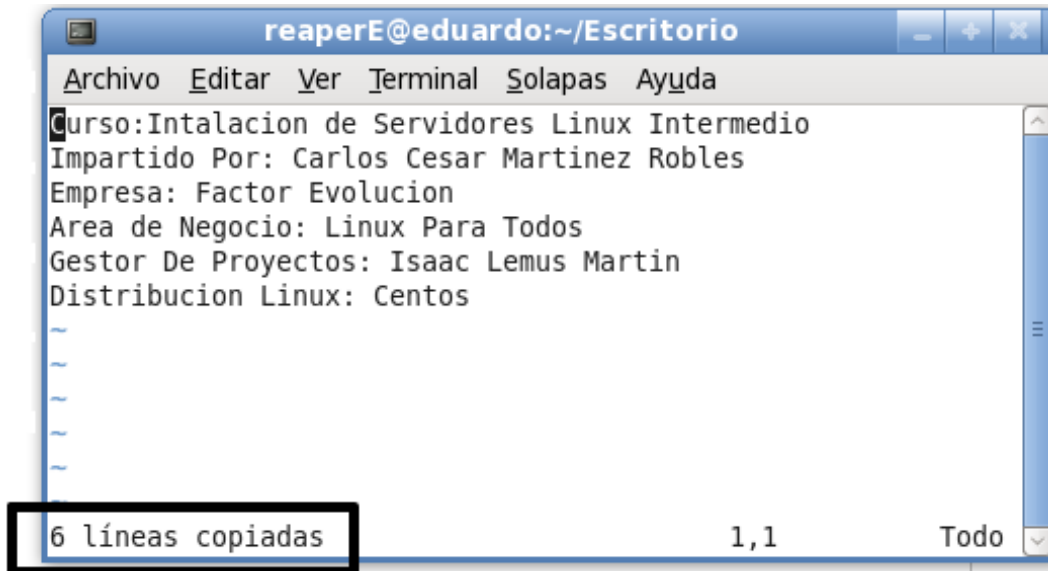 reaperE@eduardo:~/Escritorio
Archivo Editar Ver Terminal Solapas Ayuda
Curso:Intalacion de Servidores Linux Intermedio
Impartido Por: Carlos Cesar Martinez Robles
Empresa: Factor Evolucion
Area de Negocio: Linux Para Todos
Gestor De Proyectos: Isaac Lemus Martin
Distribucion Linux: Centos
~
~
~
~
~
~
6 líneas copiadas 1,1 Todo